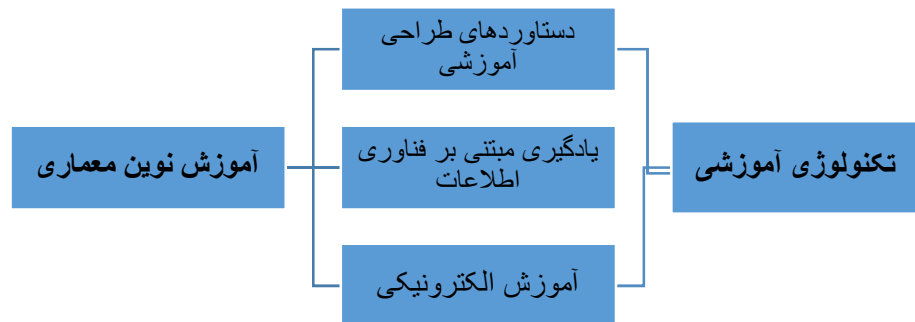 دستاوردهای طراحی
آموزشی
تکنولوژی آموزشی
یادگیری مبتنی بر فناوری
اطلاعات
آموزش نوین معماری
آموزش الکترونیکی